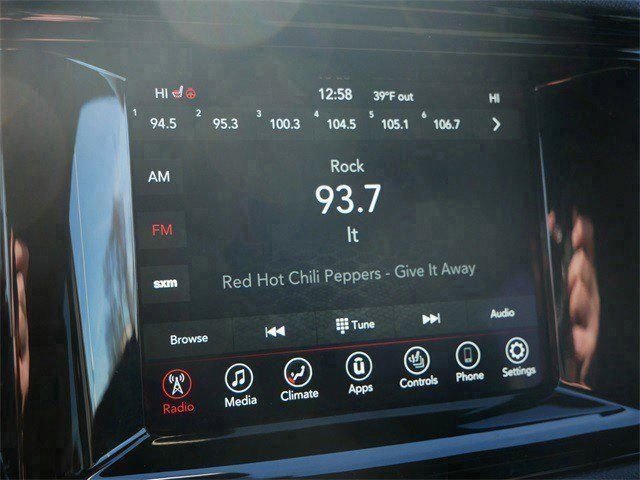 HI 12:58 39°F out HI
1 94.5 2 95.3 3 100.3 4 104.5 5 105.1 6 106.7
Rock
AM
93.7
FM
It
sxm
Red Hot Chili Peppers - Give It Away
Browse Tune Audio
Radio Media Climate Apps Controls Phone Settings